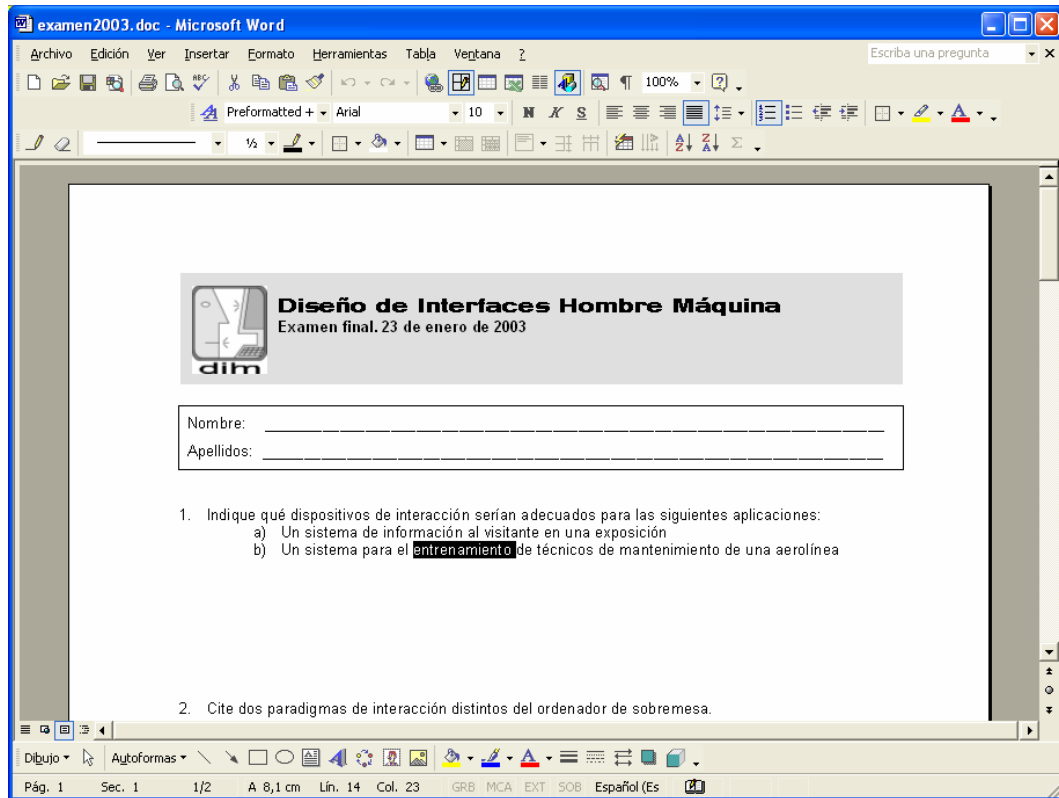 examen2003.doc - Microsoft Word
Archivo Edición Ver Insertar Formato Herramientas Tabla Ventana ? Escriba una pregunta
100%
Preformatted + Arial 10 N K S
½
Diseño de Interfaces Hombre Máquina
Examen final. 23 de enero de 2003
dim
Nombre:
Apellidos:
1. Indique qué dispositivos de interacción serían adecuados para las siguientes aplicaciones:
a) Un sistema de información al visitante en una exposición
b) Un sistema para el entrenamiento de técnicos de mantenimiento de una aerolínea
2. Cite dos paradigmas de interacción distintos del ordenador de sobremesa.
Dibujo Autoformas
Pág. 1 Sec. 1 1/2 A 8,1 cm Lín. 14 Col. 23 GRB MCA EXT SOB Español (Es